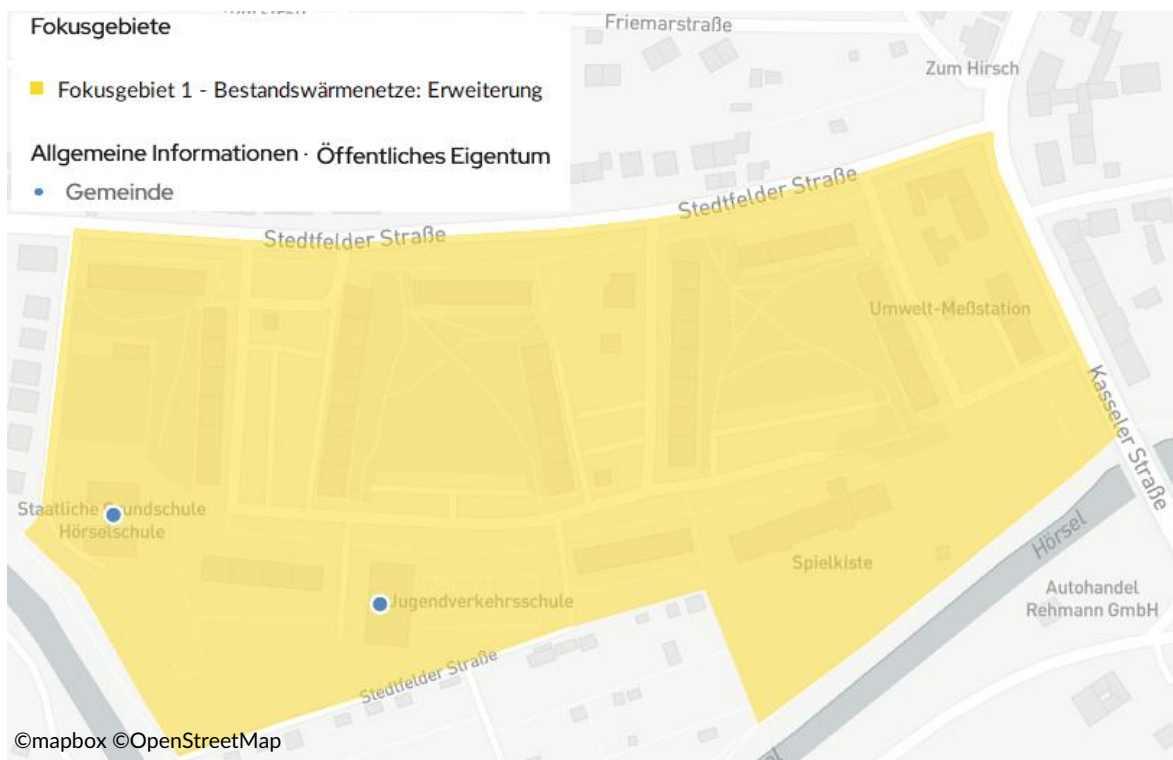 Fokusgebiete
Fokusgebiet 1 - Bestandswärmenetze: Erweiterung
Allgemeine Informationen · Öffentliches Eigentum
Gemeinde
Friemarstraße
Zum Hirsch
Stedtfelder Straße
Stedtfelder Straße
Umwelt-Meßstation
Kasseler Straße
Staatliche Grundschule
Hörselschule
Hörsel
Spielkiste
Jugendverkehrsschule
Autohandel
Rehmann GmbH
Stedtfelder Straße
©mapbox ©OpenStreetMap